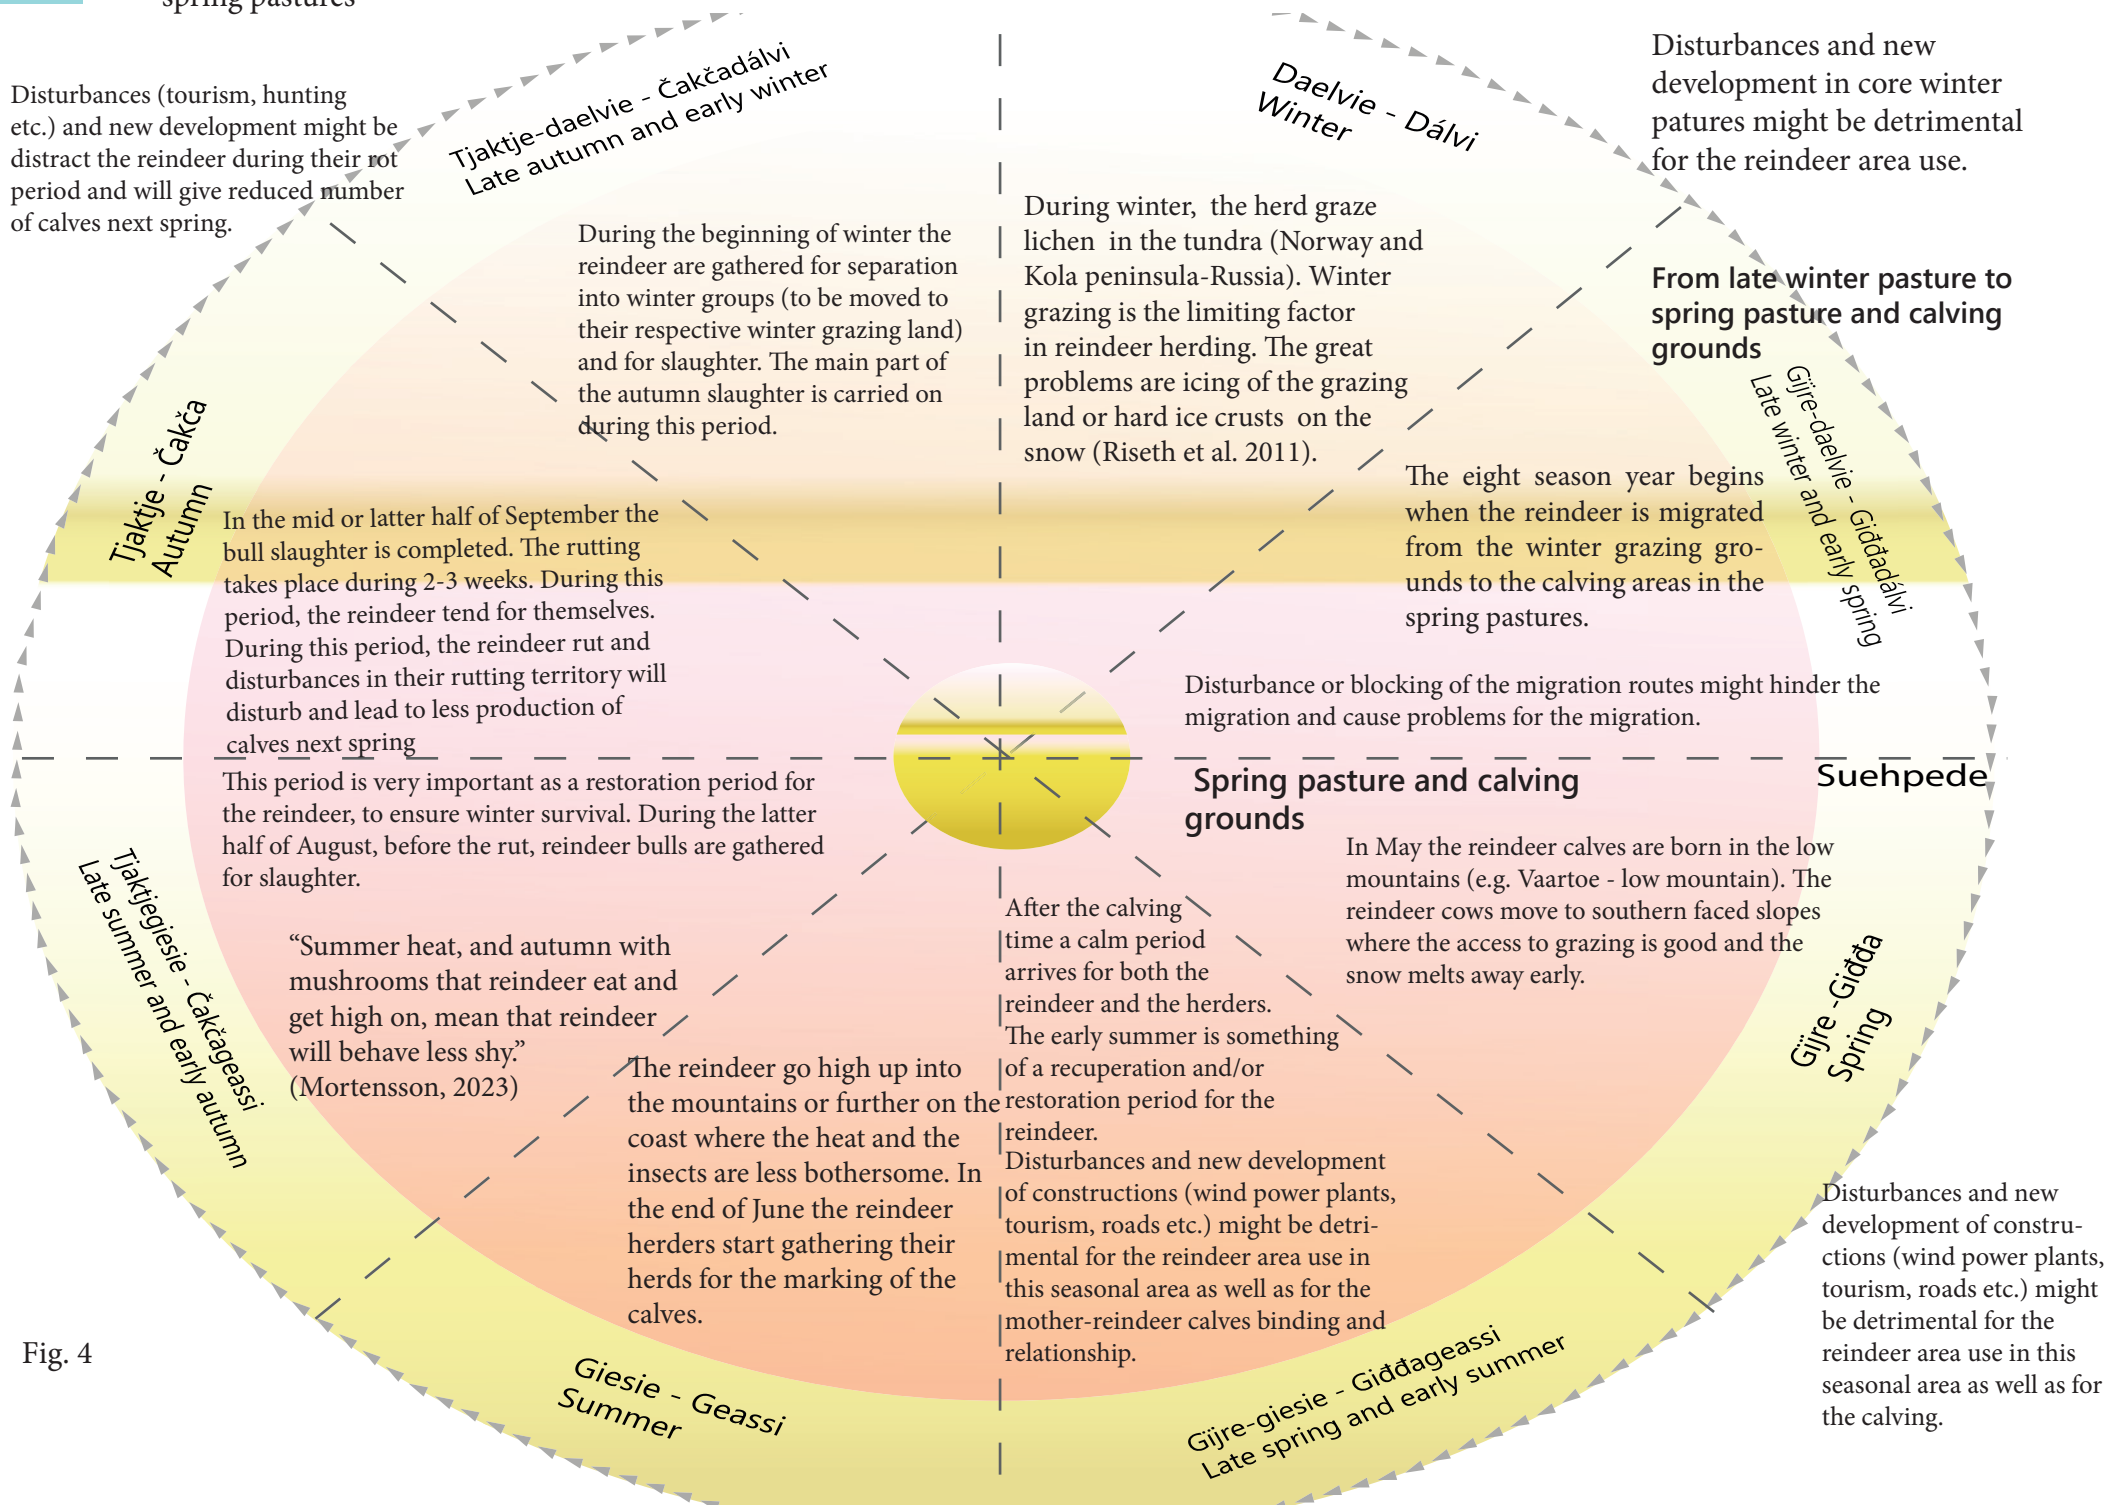 spring pastures
Disturbances (tourism, hunting
etc.) and new development might be
distract the reindeer during their rot
period and will give reduced number
of calves next spring.
Tjaktje-daelvie - Čakčadálvi
Late autumn and early winter
Daelvie - Dálvi
Winter
Disturbances and new
development in core winter
patures might be detrimental
for the reindeer area use.
During the beginning of winter the
reindeer are gathered for separation
into winter groups (to be moved to
their respective winter grazing land)
and for slaughter. The main part of
the autumn slaughter is carried on
during this period.
During winter, the herd graze
lichen in the tundra (Norway and
Kola peninsula-Russia). Winter
grazing is the limiting factor
in reindeer herding. The great
problems are icing of the grazing
land or hard ice crusts on the
snow (Riseth et al. 2011).
From late winter pasture to
spring pasture and calving
grounds
Gijre-daelvie - Giđđadálvi
Late winter and early spring
The eight season year begins
when the reindeer is migrated
from the winter grazing gro-
unds to the calving areas in the
spring pastures.
Disturbance or blocking of the migration routes might hinder the
migration and cause problems for the migration.
Tjaktje - Čakča
Autumn
In the mid or latter half of September the
bull slaughter is completed. The rutting
takes place during 2-3 weeks. During this
period, the reindeer tend for themselves.
During this period, the reindeer rut and
disturbances in their rutting territory will
disturb and lead to less production of
calves next spring
This period is very important as a restoration period for
the reindeer, to ensure winter survival. During the latter
half of August, before the rut, reindeer bulls are gathered
for slaughter.
Tjaktjegiesie - Čakčageassi
Late summer and early autumn
“Summer heat, and autumn with
mushrooms that reindeer eat and
get high on, mean that reindeer
will behave less shy.”
(Mortensson, 2023)
Spring pasture and calving
grounds
Suehpede
In May the reindeer calves are born in the low
mountains (e.g. Vaartoe - low mountain). The
reindeer cows move to southern faced slopes
where the access to grazing is good and the
snow melts away early.
Gijre - Giđđa
Spring
After the calving
time a calm period
arrives for both the
reindeer and the herders.
The early summer is something
of a recuperation and/or
restoration period for the
reindeer.
Disturbances and new development
of constructions (wind power plants,
tourism, roads etc.) might be detri-
mental for the reindeer area use in
this seasonal area as well as for the
mother-reindeer calves binding and
relationship.
The reindeer go high up into
the mountains or further on the
coast where the heat and the
insects are less bothersome. In
the end of June the reindeer
herders start gathering their
herds for the marking of the
calves.
Disturbances and new
development of constru-
ctions (wind power plants,
tourism, roads etc.) might
be detrimental for the
reindeer area use in this
seasonal area as well as for
the calving.
Fig. 4
Giesie - Geassi
Summer
Gijre-giesie - Giđđageassi
Late spring and early summer